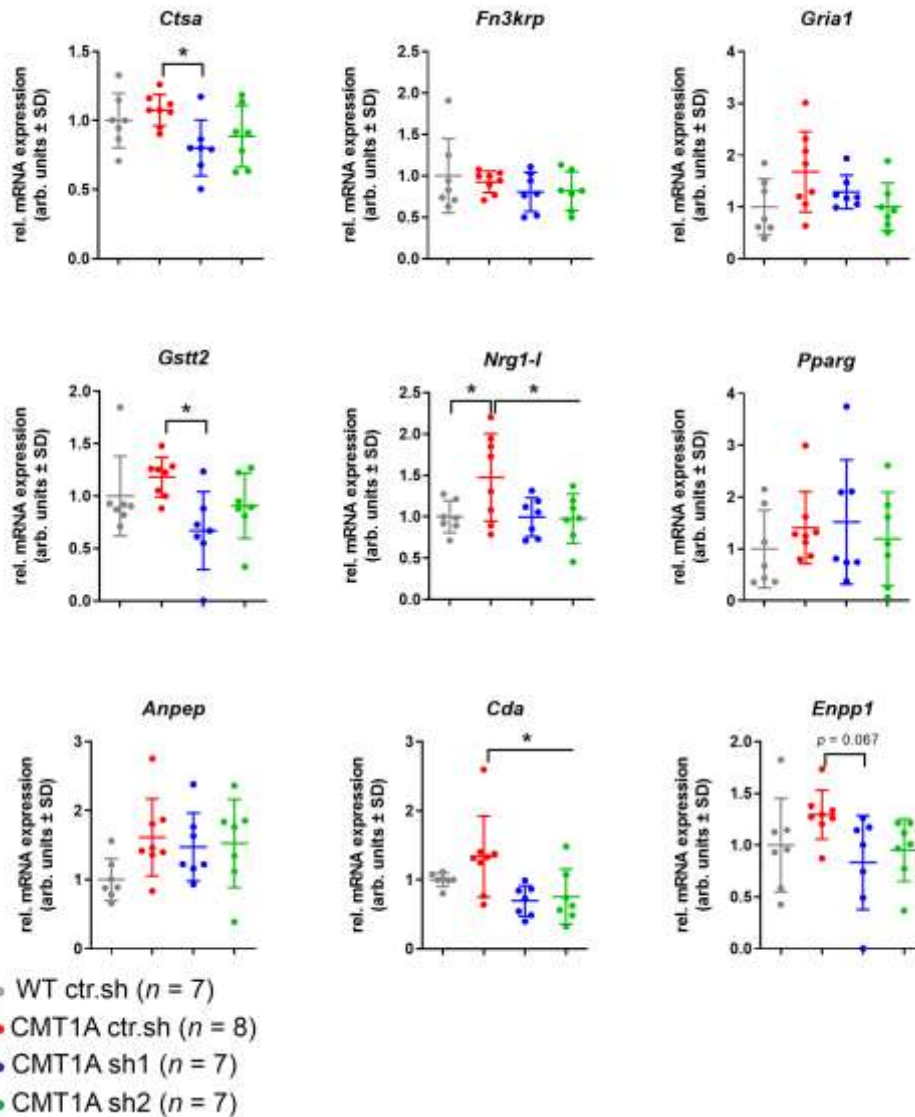 Ctsa
rel. mRNA expression
(arb. units ± SD)
1.5
1.0
0.5
0.0
*
Fn3krp
rel. mRNA expression
(arb. units ± SD)
2.5
2.0
1.5
1.0
0.5
0.0
Gria1
rel. mRNA expression
(arb. units ± SD)
4
3
2
1
0
Gstt2
rel. mRNA expression
(arb. units ± SD)
2.0
1.5
1.0
0.5
0.0
*
Nrg1-I
rel. mRNA expression
(arb. units ± SD)
2.5
2.0
1.5
1.0
0.5
0.0
* *
Pparg
rel. mRNA expression
(arb. units ± SD)
4
3
2
1
0
Anpep
rel. mRNA expression
(arb. units ± SD)
3
2
1
0
Cda
rel. mRNA expression
(arb. units ± SD)
3
2
1
0
*
Enpp1
rel. mRNA expression
(arb. units ± SD)
2.0
1.5
1.0
0.5
0.0
p = 0.067
WT ctr.sh (n = 7)
CMT1A ctr.sh (n = 8)
CMT1A sh1 (n = 7)
CMT1A sh2 (n = 7)